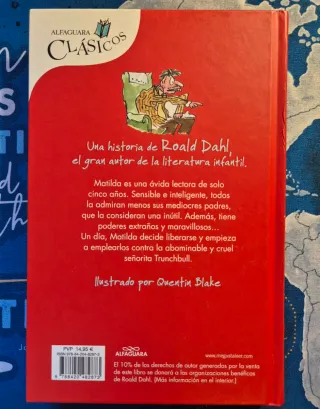 ALFAGUARA
CLÁSICOS
Una historia de Roald Dahl,
el gran autor de la literatura infantil.
Matilda es una ávida lectora de solo
cinco años. Sensible e inteligente, todos
la admiran menos sus mediocres padres,
que la consideran una inútil. Además, tiene
poderes extraños y maravillosos...
Un día, Matilda decide liberarse y empieza
a emplearlos contra la abominable y cruel
señorita Trunchbull.
Ilustrado por Quentin Blake
PVP 14,95 €
ALFAGUARA
El 10% de los derechos de autor generados por la
venta de este libro se donará a las organizaciones benéficas
de Roald Dahl. (Más información en el interior.)